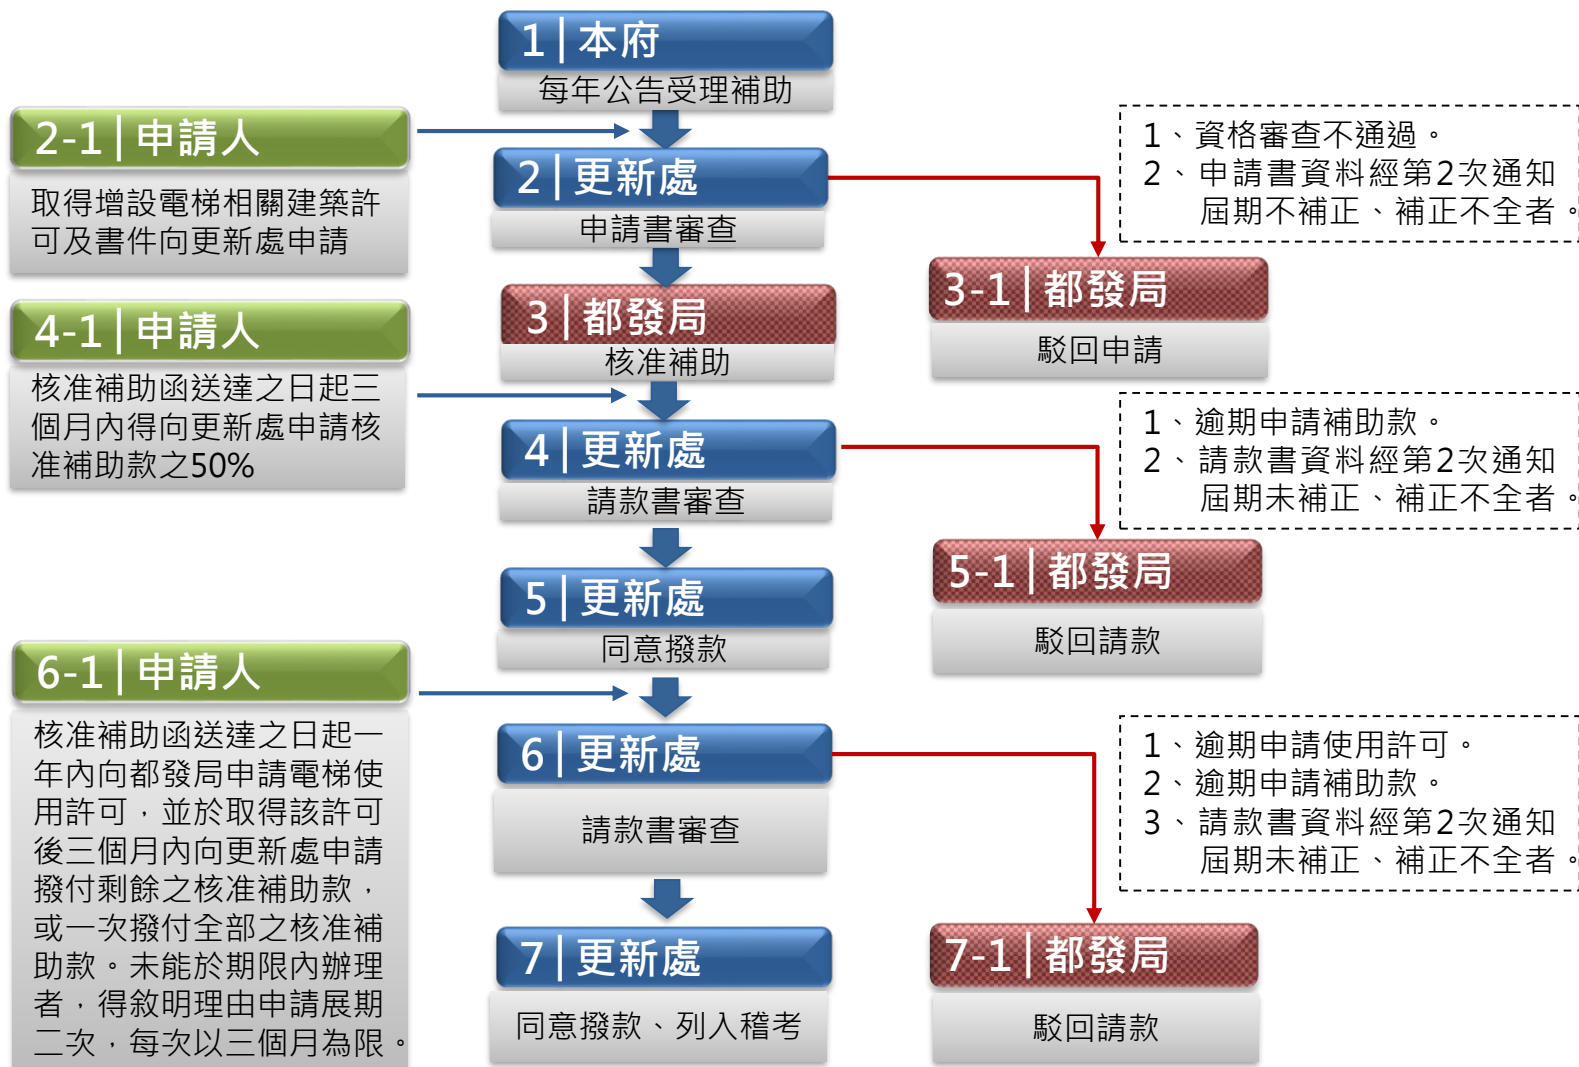 1｜本府
每年公告受理補助
2-1｜申請人
取得增設電梯相關建築許
可及書件向更新處申請
2｜更新處
申請書審查
1、資格審查不通過。
2、申請書資料經第2次通知
屆期不補正、補正不全者。
3-1｜都發局
駁回申請
3｜都發局
核准補助
4-1｜申請人
核准補助函送達之日起三
個月內得向更新處申請核
准補助款之50%
4｜更新處
請款書審查
1、逾期申請補助款。
2、請款書資料經第2次通知
屆期未補正、補正不全者。
5-1｜都發局
駁回請款
5｜更新處
同意撥款
6-1｜申請人
核准補助函送達之日起一
年內向都發局申請電梯使
用許可，並於取得該許可
後三個月內向更新處申請
撥付剩餘之核准補助款，
或一次撥付全部之核准補
助款。未能於期限內辦理
者，得敘明理由申請展期
二次，每次以三個月為限。
6｜更新處
請款書審查
1、逾期申請使用許可。
2、逾期申請補助款。
3、請款書資料經第2次通知
屆期未補正、補正不全者。
7-1｜都發局
駁回請款
7｜更新處
同意撥款、列入稽考